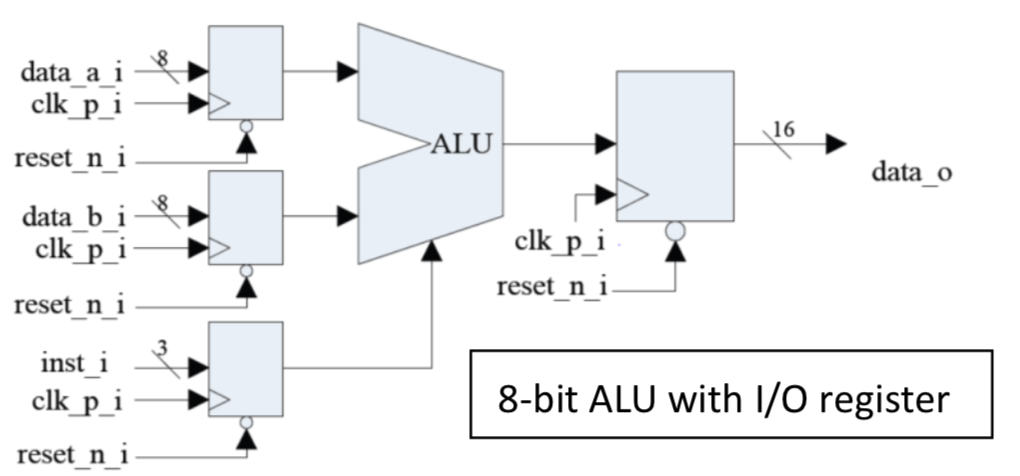 8
data_a_i
clk_p_i
reset_n_i
8
data_b_i
clk_p_i
reset_n_i
3
inst_i
clk_p_i
reset_n_i
ALU
clk_p_i
reset_n_i
16
data_o
8-bit ALU with I/O register